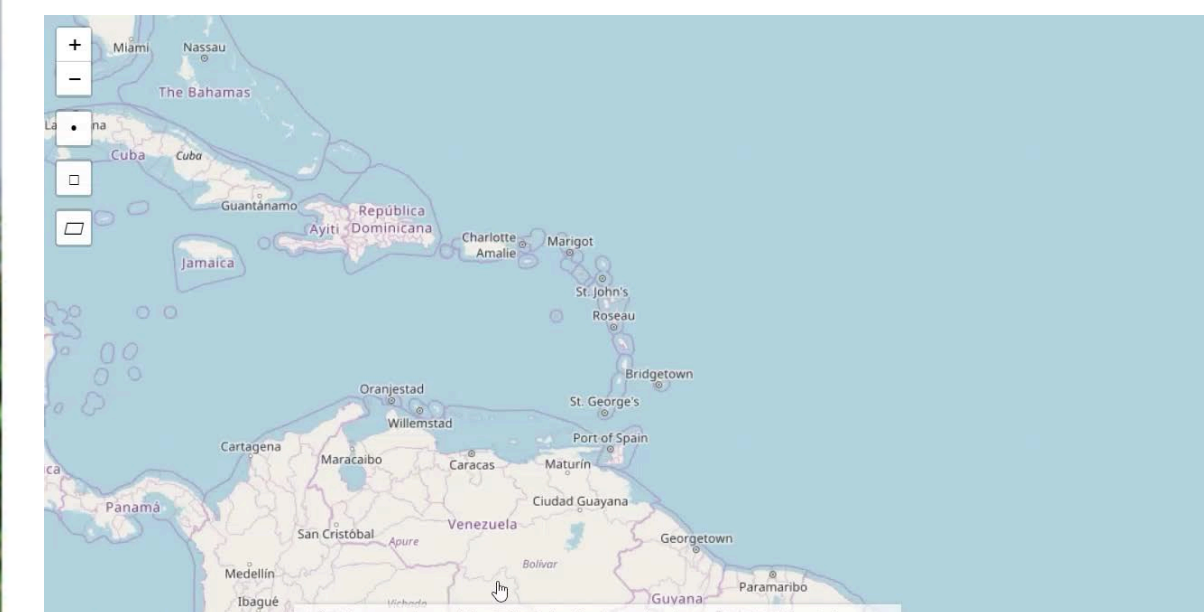 +
−
Miami
Nassau
The Bahamas
Cuba
Cuba
Guantánamo
República
Dominicana
Ayiti
Jamaica
Charlotte
Amalie
Marigot
St. John's
Roseau
Bridgetown
Oranjestad
Willemstad
St. George's
Port of Spain
Cartagena
Maracaibo
Caracas
Maturín
Ciudad Guayana
Panamá
Venezuela
San Cristóbal
Apure
Georgetown
Bolívar
Medellín
Paramaribo
Ibagué
Vichada
Guyana